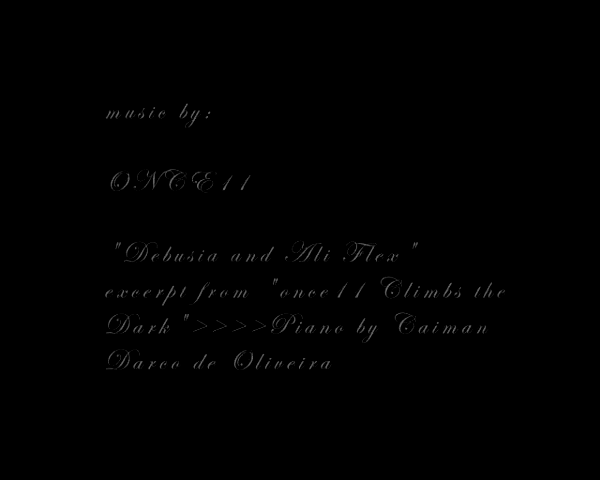 music by:
ONCE11
"Debusia and Ali Flex"
excerpt from "once11 Climbs the
Dark">>>>Piano by Caiman
Darco de Oliveira